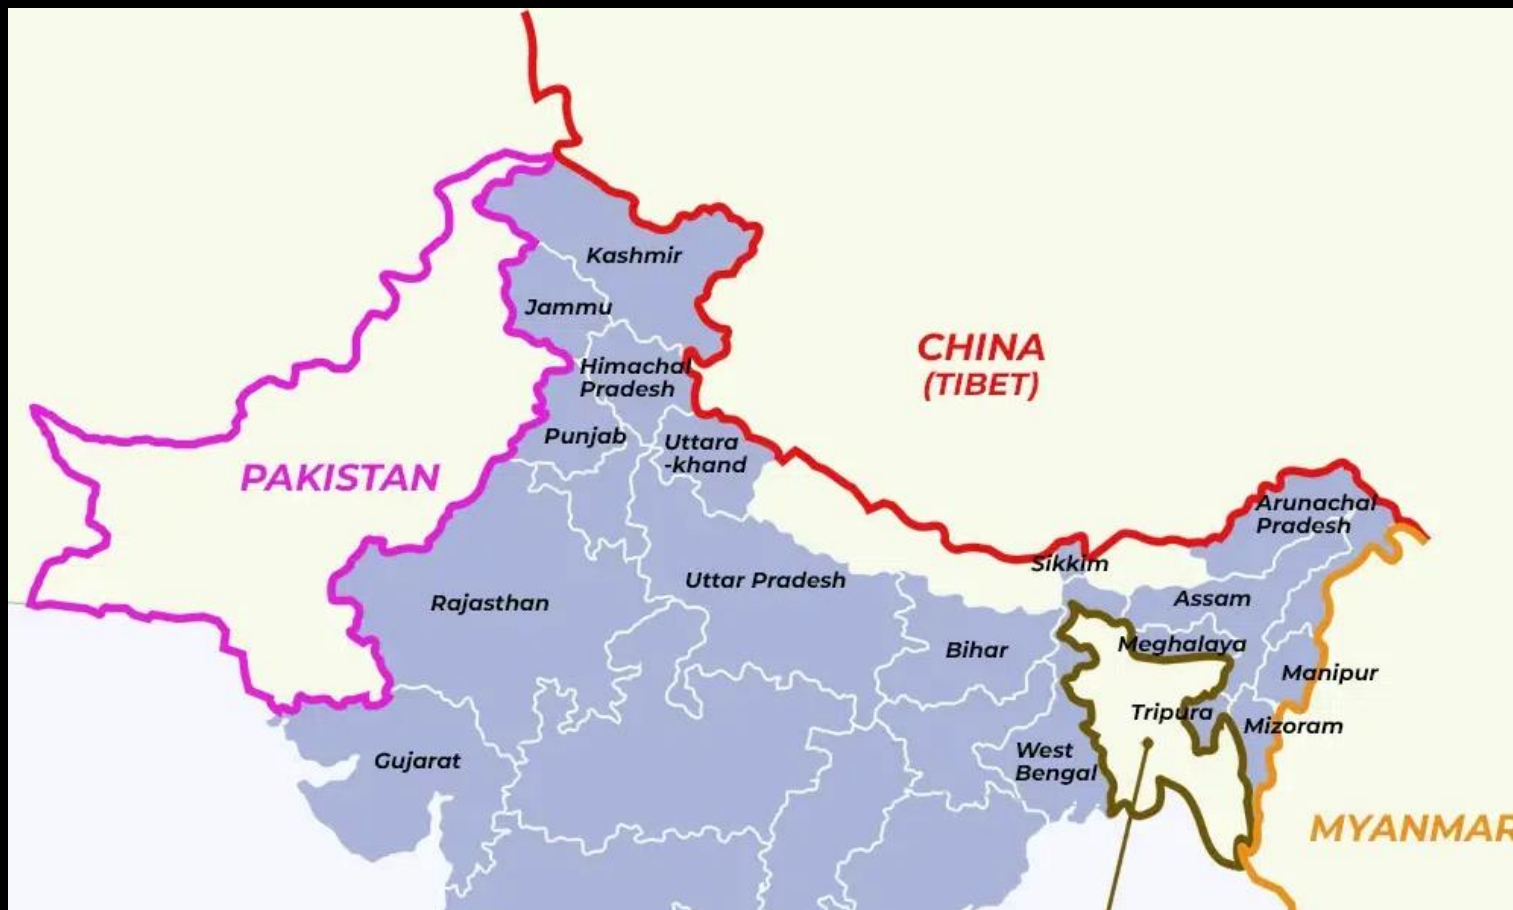 Kashmir
Jammu
CHINA
(TIBET)
Himachal
Pradesh
Punjab
Uttara
-khand
PAKISTAN
Arunachal
Pradesh
Sikkim
Uttar Pradesh
Rajasthan
Assam
Bihar
Meghalaya
Manipur
Tripura
Mizoram
Gujarat
West
Bengal
MYANMAR